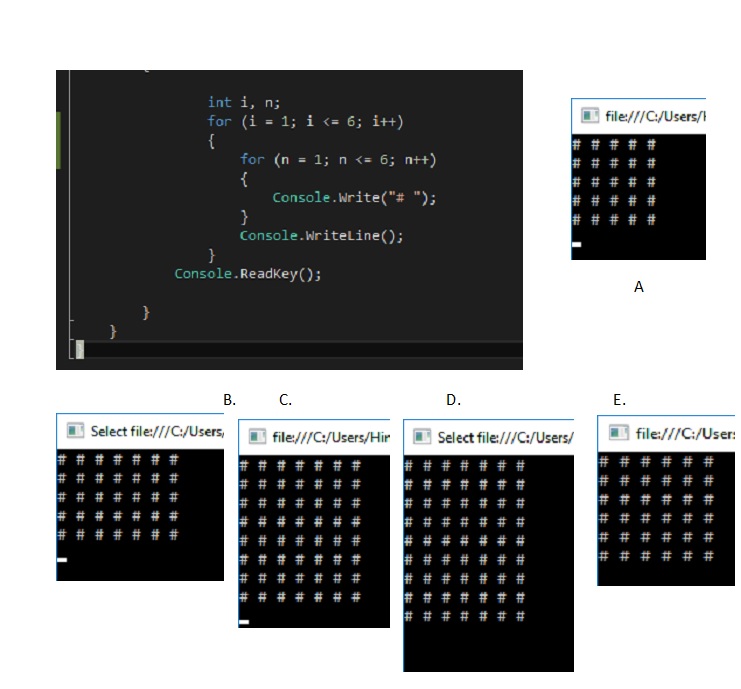 {
int i, n;
for (i = 1; i <= 6; i++)
{
for (n = 1; n <= 6; n++)
{
Console.Write("# ");
}
Console.WriteLine();
}
Console.ReadKey();
}
}
}
file:///C:/Users/H
# # # # #
# # # # #
# # # # #
# # # # #
# # # # #
A
B. C. D. E.
Select file:///C:/Users/
# # # # # # #
# # # # # # #
# # # # # # #
# # # # # # #
# # # # # # #
file:///C:/Users/Hir
# # # # # # #
# # # # # # #
# # # # # # #
# # # # # # #
# # # # # # #
# # # # # # #
# # # # # # #
# # # # # # #
Select file:///C:/Users/
# # # # # # #
# # # # # # #
# # # # # # #
# # # # # # #
# # # # # # #
# # # # # # #
# # # # # # #
# # # # # # #
# # # # # # #
file:///C:/Users
# # # # # #
# # # # # #
# # # # # #
# # # # # #
# # # # # #
# # # # # #